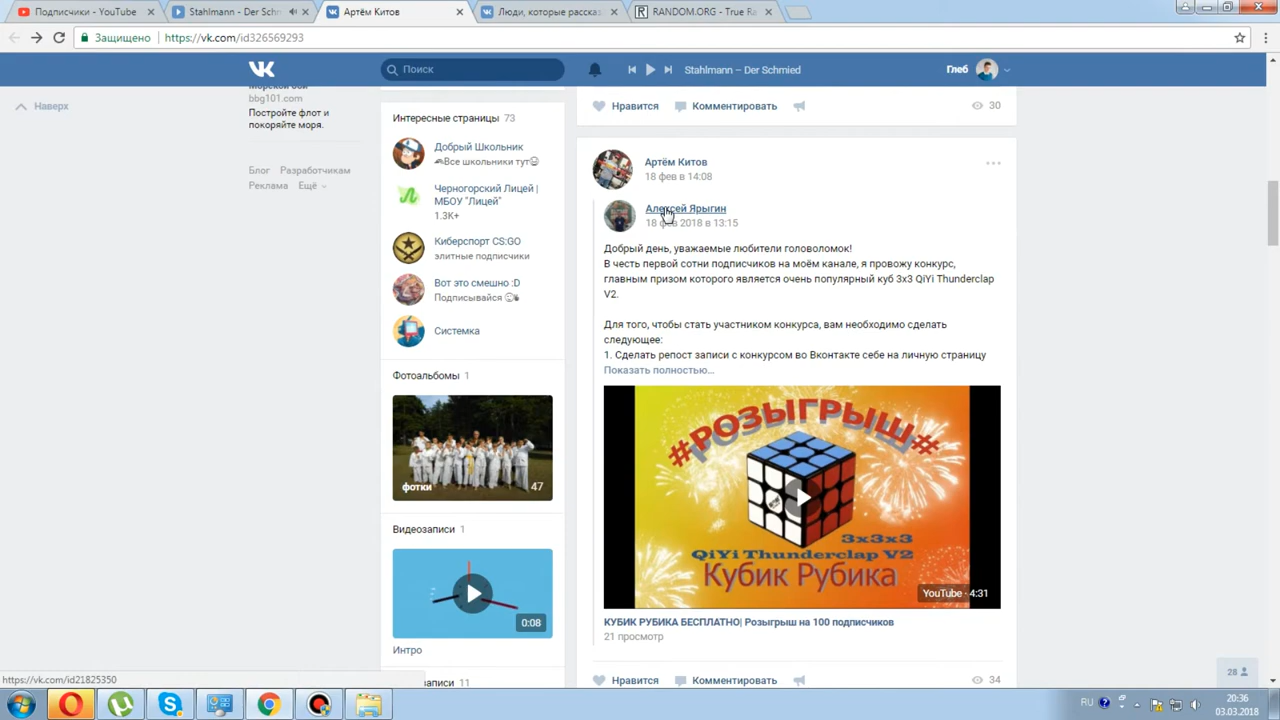 Подписчики - YouTube
Stahlmann - Der Schm
Артём Китов
Люди, которые рассказ
RANDOM.ORG - True Ra
Защищено
https://vk.com/id326569293
Поиск
Stahlmann – Der Schmied
Глеб
Наверх
Морской бой
bbg101.com
Постройте флот и
покоряйте моря.
Блог Разработчикам
Реклама Ещё
Интересные страницы 73
Добрый Школьник
Все школьники тут
Черногорский Лицей |
МБОУ "Лицей"
1.3K+
Киберспорт CS:GO
элитные подписчики
Вот это смешно :D
Подписывайся
Системка
Фотоальбомы 1
фотки 47
Видеозаписи 1
0:08
Интро
записи 11
Нравится Комментировать 30
Артём Китов
18 фев в 14:08
Алексей Ярыгин
18 фев 2018 в 13:15
Добрый день, уважаемые любители головоломок!
В честь первой сотни подписчиков на моём канале, я провожу конкурс,
главным призом которого является очень популярный куб 3х3 QiYi Thunderclap
V2.
Для того, чтобы стать участником конкурса, вам необходимо сделать
следующее:
1. Сделать репост записи с конкурсом во Вконтакте себе на личную страницу
Показать полностью...
#РОЗЫГРЫШ#
3x3x3
QiYi Thunderclap V2
Кубик Рубика
YouTube · 4:31
КУБИК РУБИКА БЕСПЛАТНО| Розыгрыш на 100 подписчиков
21 просмотр
Нравится Комментировать 34
28
https://vk.com/id21825350
RU
20:36
03.03.2018